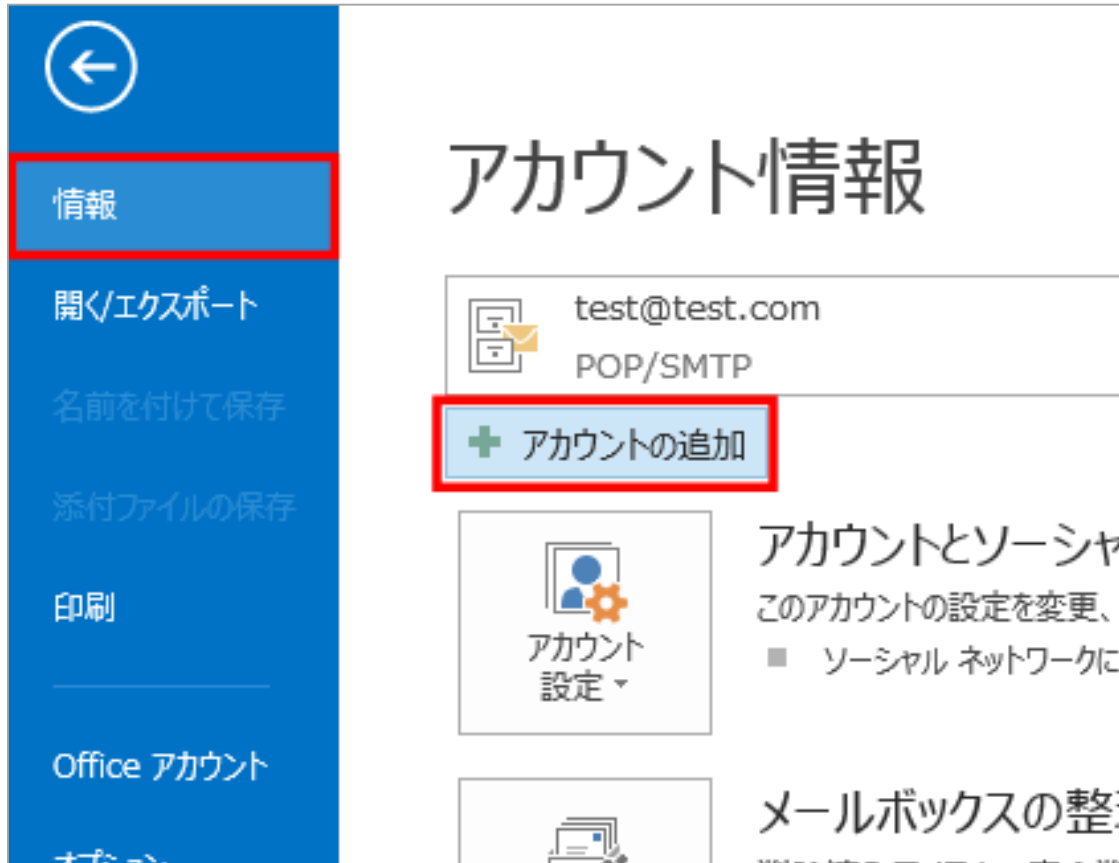 情報
開く/エクスポート
名前を付けて保存
添付ファイルの保存
印刷
Office アカウント
オプション
アカウント情報
test@test.com
POP/SMTP
アカウントの追加
アカウント
設定
アカウントとソーシャ
このアカウントの設定を変更、
ソーシャル ネットワークに
メールボックスの整